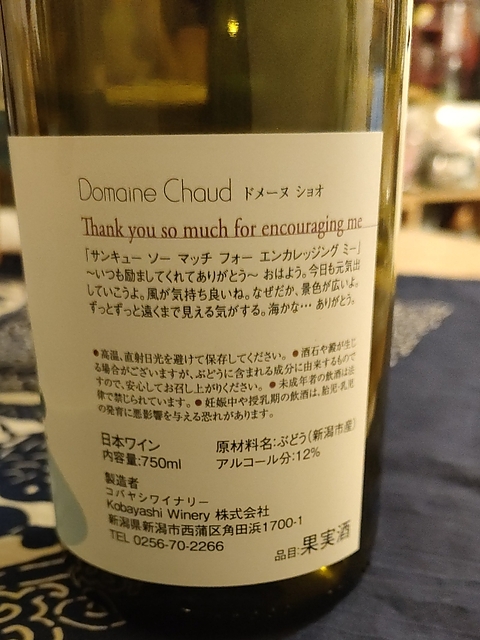 Domaine Chaud ドメーヌ ショオ
Thank you so much for encouraging me
「サンキュー ソー マッチ フォー エンカレッジング ミー」
〜いつも励ましてくれてありがとう〜 おはよう。今日も元気出
していこうよ。風が気持ち良いね。なぜだか、景色が広いよ。
ずっとずっと遠くまで見える気がする。海かな… ありがとう。
●高温、直射日光を避けて保存してください。 ●酒石や澱が生じ
る場合がございますが、ぶどうに含まれる成分に由来するもので
すので、安心してお召し上がりください。 ●未成年者の飲酒は法
律で禁じられています。 ●妊娠中や授乳期の飲酒は、胎児・乳児
の発育に悪影響を与える恐れがあります。
日本ワイン 原材料名:ぶどう(新潟市産)
内容量:750ml アルコール分:12%
製造者
コバヤシワイナリー
Kobayashi Winery 株式会社
新潟県新潟市西蒲区角田浜1700-1
TEL 0256-70-2266
品目:果実酒